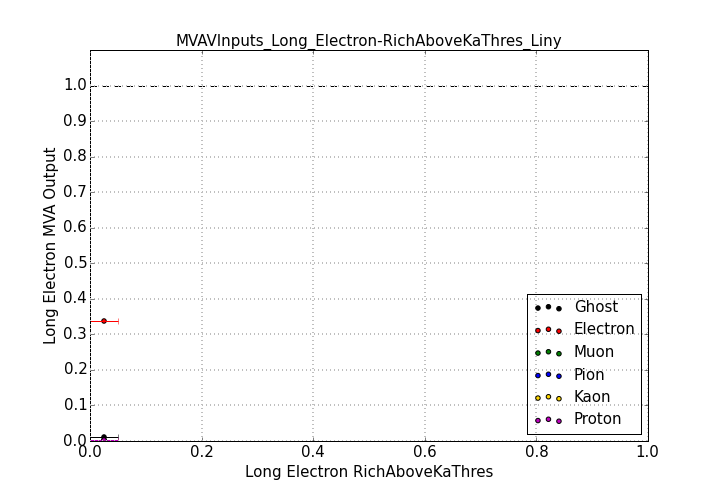 MVAVInputs_Long_Electron-RichAboveKaThres_Liny
1.0
0.9
0.8
0.7
0.6
0.5
0.4
0.3
0.2
0.1
0.0
Long Electron MVA Output
Ghost
Electron
Muon
Pion
Kaon
Proton
0.0 0.2 0.4 0.6 0.8 1.0
Long Electron RichAboveKaThres